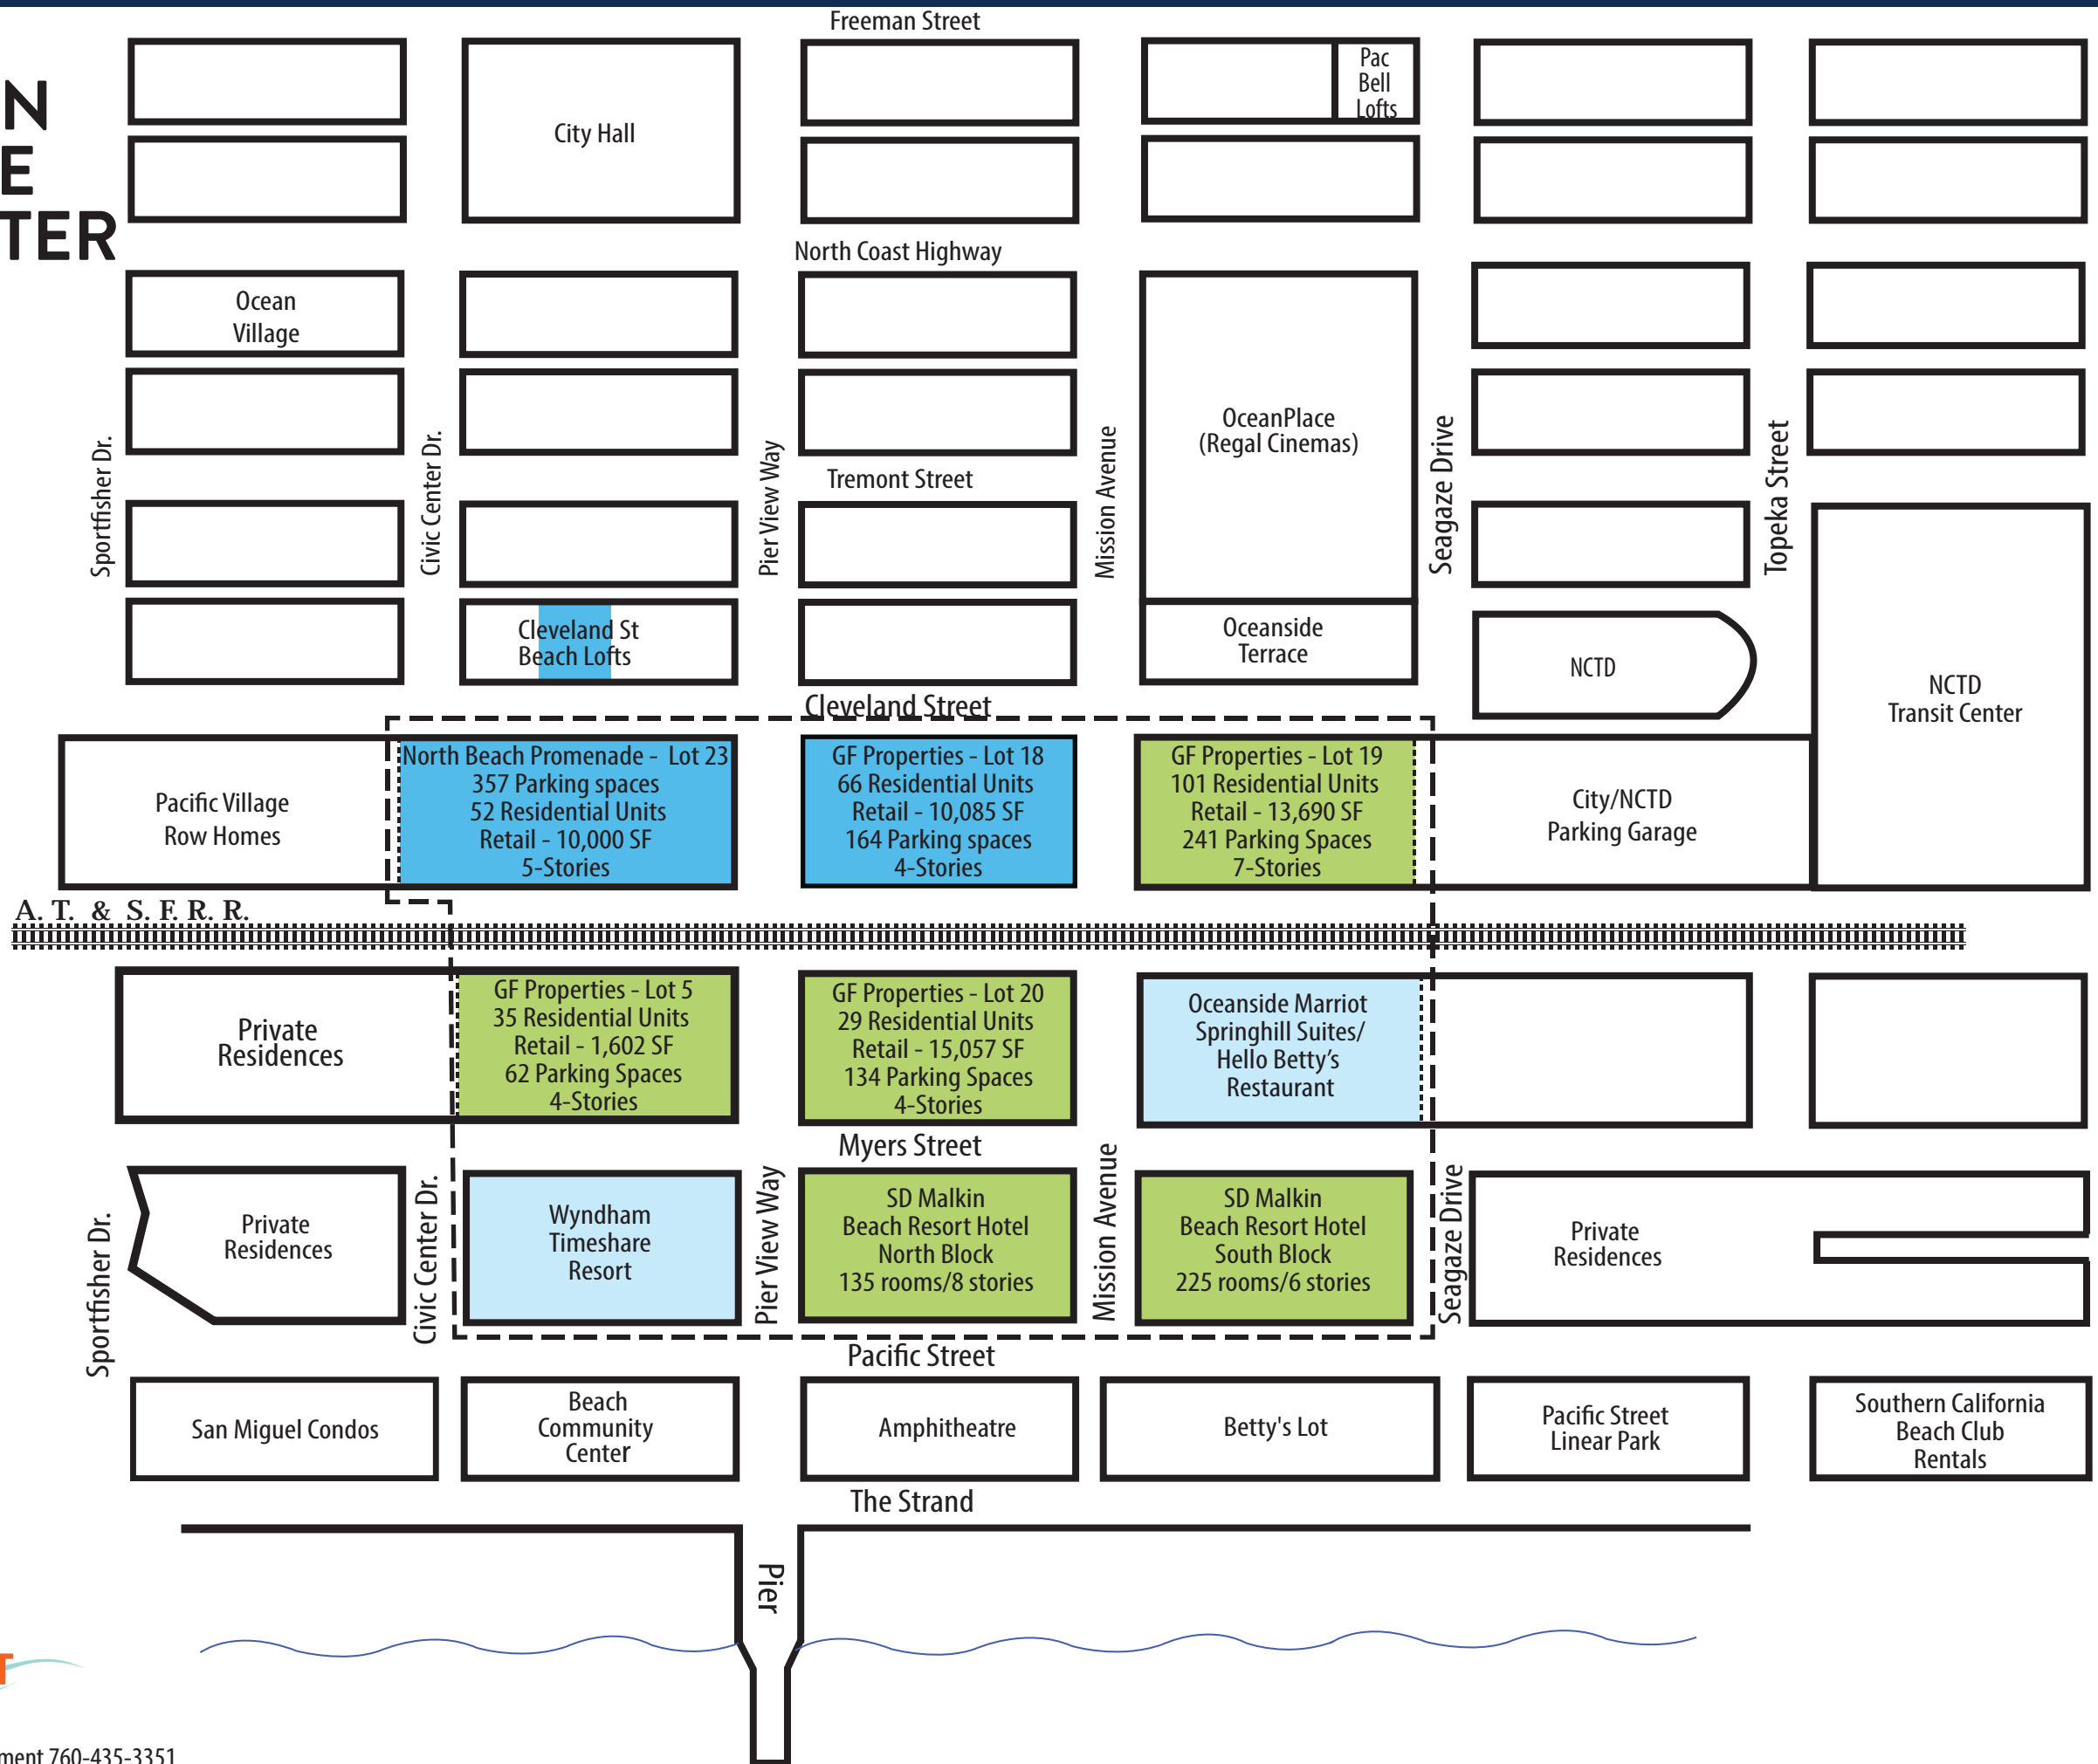 N
E
TER
Freeman Street
City Hall
Pac
Bell
Lofts
North Coast Highway
Ocean
Village
OceanPlace
(Regal Cinemas)
Sportfisher Dr.
Civic Center Dr.
Pier View Way
Tremont Street
Mission Avenue
Seagaze Drive
Topeka Street
Cleveland St
Beach Lofts
Oceanside
Terrace
NCTD
NCTD
Transit Center
Cleveland Street
Pacific Village
Row Homes
North Beach Promenade - Lot 23
357 Parking spaces
52 Residential Units
Retail - 10,000 SF
5-Stories
GF Properties - Lot 18
66 Residential Units
Retail - 10,085 SF
164 Parking spaces
4-Stories
GF Properties - Lot 19
101 Residential Units
Retail - 13,690 SF
241 Parking Spaces
7-Stories
City/NCTD
Parking Garage
A. T. & S. F. R. R.
Private
Residences
GF Properties - Lot 5
35 Residential Units
Retail - 1,602 SF
62 Parking Spaces
4-Stories
GF Properties - Lot 20
29 Residential Units
Retail - 15,057 SF
134 Parking Spaces
4-Stories
Oceanside Marriot
Springhill Suites/
Hello Betty’s
Restaurant
Myers Street
Sportfisher Dr.
Private
Residences
Civic Center Dr.
Wyndham
Timeshare
Resort
Pier View Way
SD Malkin
Beach Resort Hotel
North Block
135 rooms/8 stories
Mission Avenue
SD Malkin
Beach Resort Hotel
South Block
225 rooms/6 stories
Seagaze Drive
Private
Residences
Pacific Street
San Miguel Condos
Beach
Community
Center
Amphitheatre
Betty's Lot
Pacific Street
Linear Park
Southern California
Beach Club
Rentals
The Strand
Pier
T
ment 760-435-3351